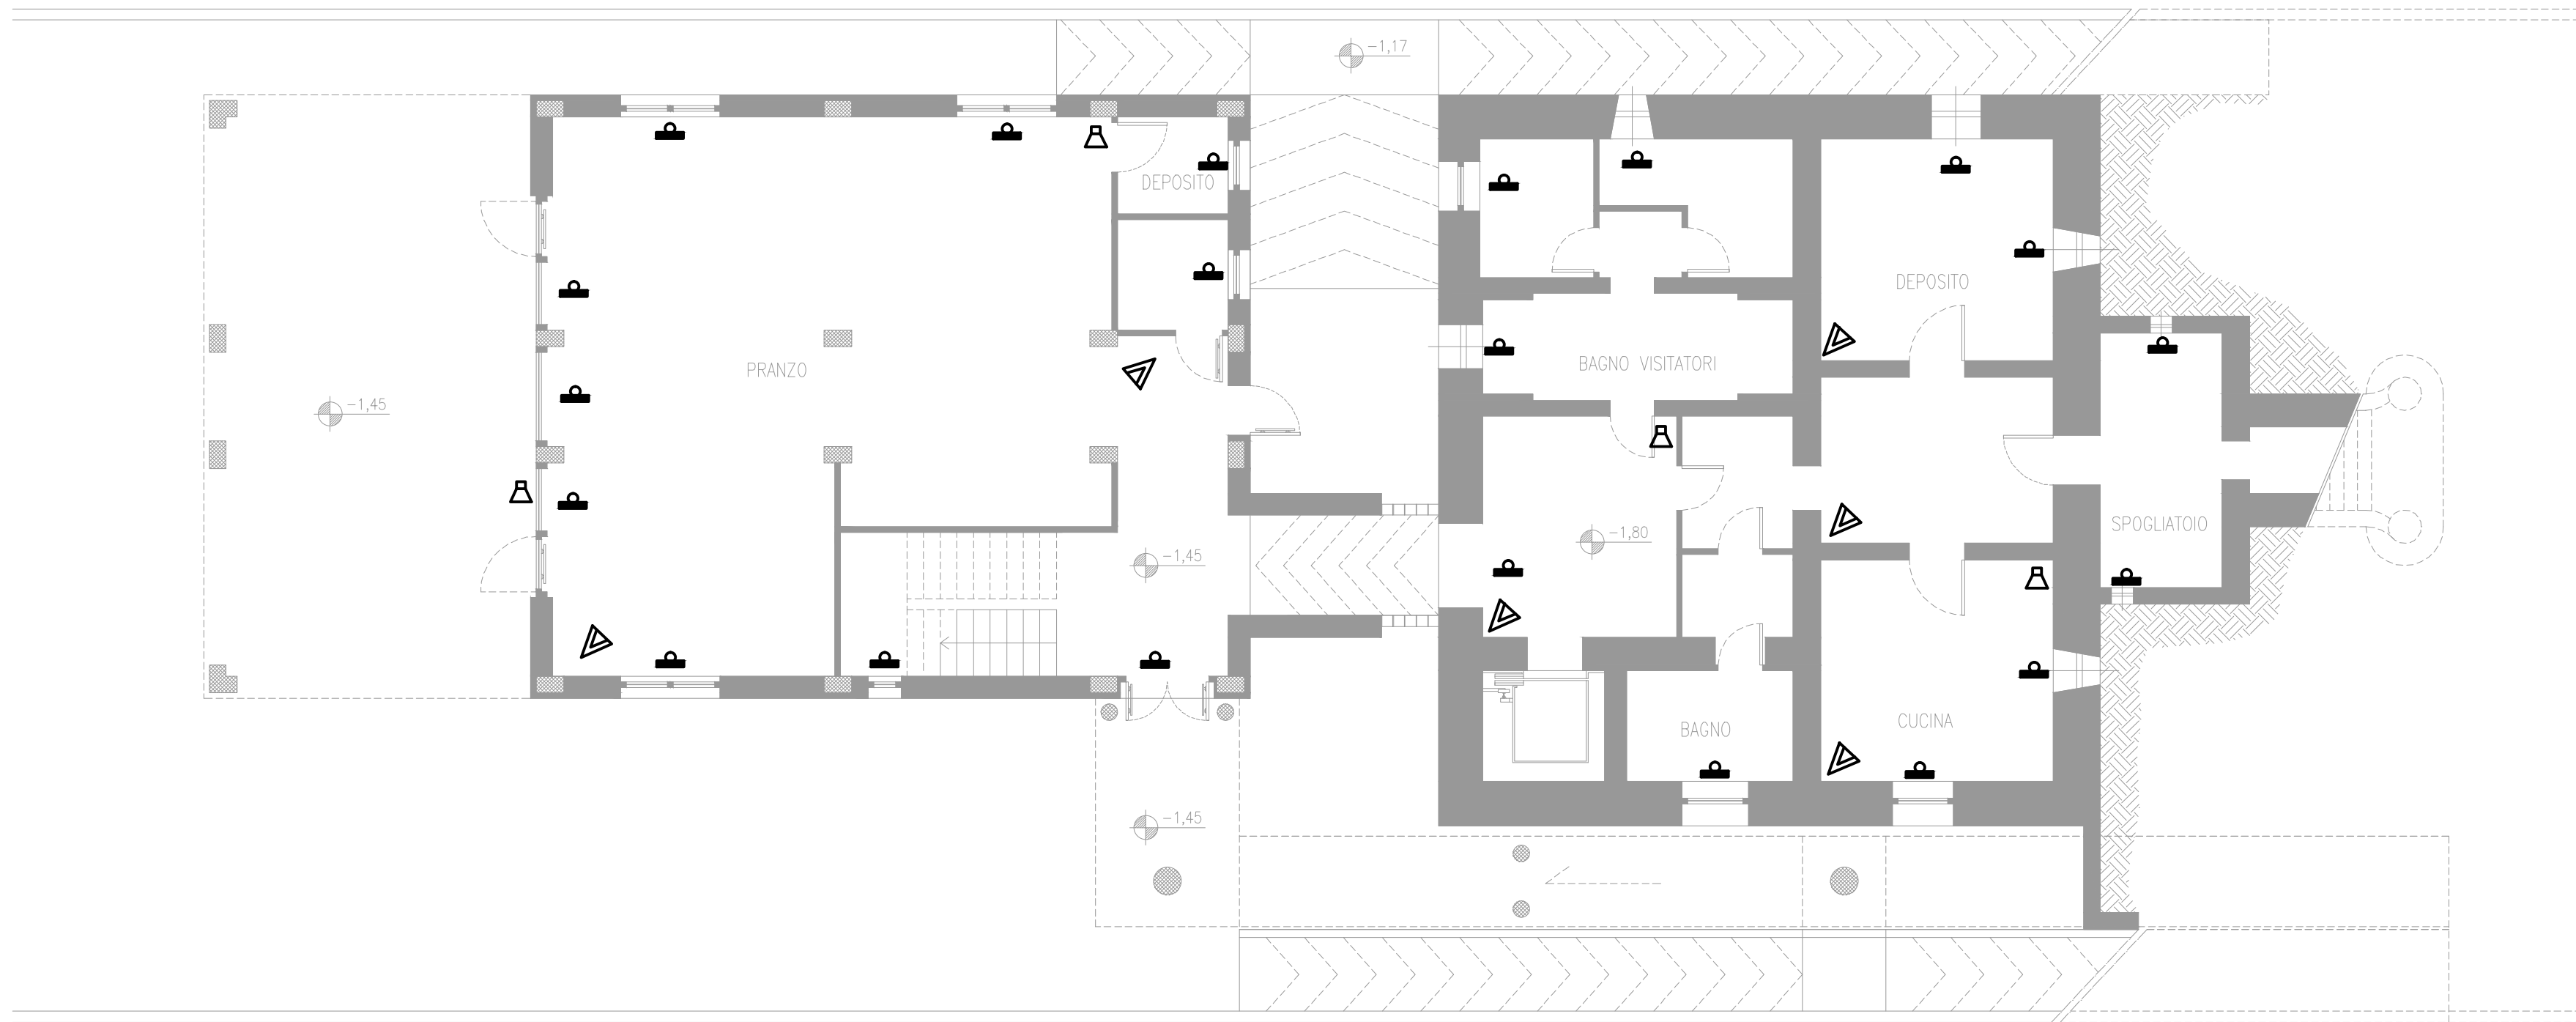 -1,17
DEPOSITO
DEPOSITO
PRANZO
BAGNO VISITATORI
-1,45
SPOGLIATOIO
-1,80
-1,45
BAGNO
CUCINA
-1,45